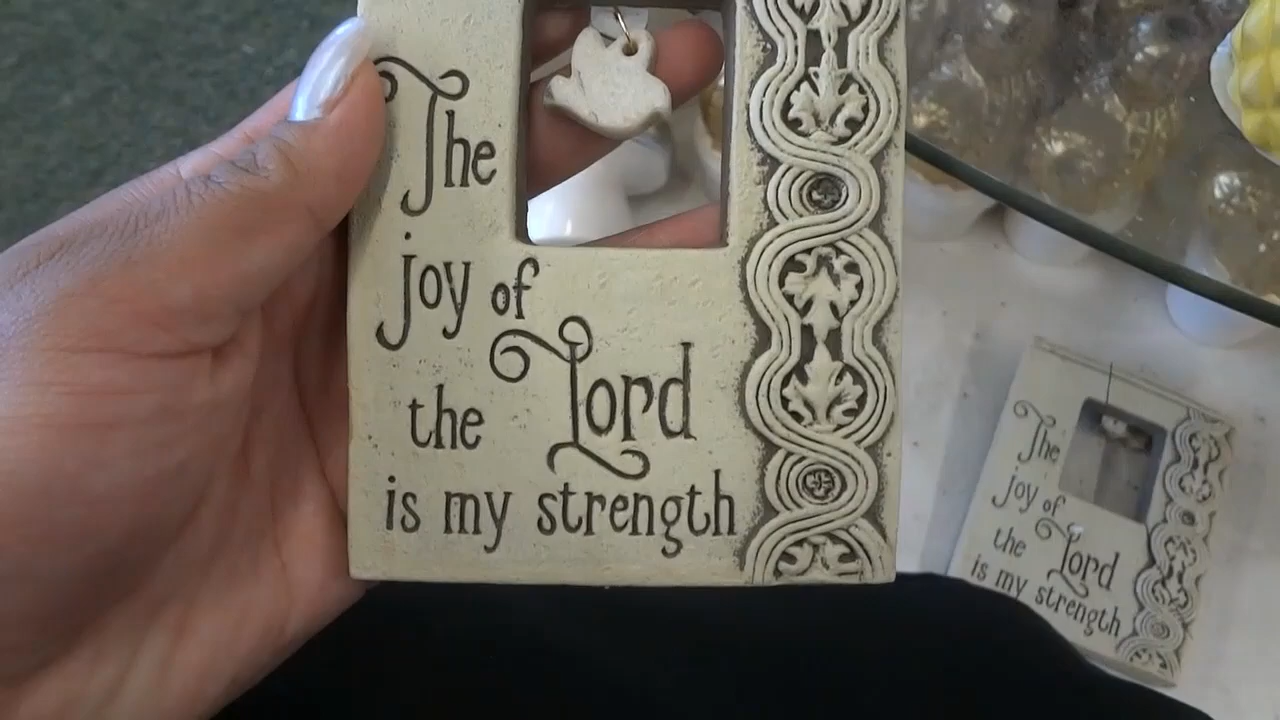 The
joy of
the Lord
is my strength
The
joy of
the Lord
is my strength